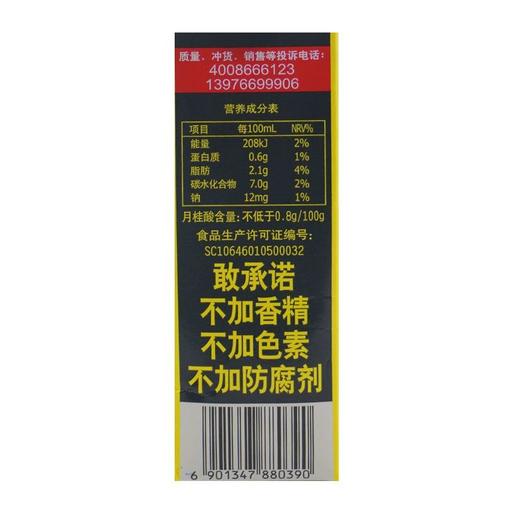 质量、冲货、销售等投诉电话:
4008666123
13976699906
营养成分表
项目 每100mL NRV%
能量 208kJ 2%
蛋白质 0.6g 1%
脂肪 2.1g 4%
碳水化合物 7.0g 2%
钠 12mg 1%
月桂酸含量: 不低于0.8g/100g
食品生产许可证编号:
SC10646010500032
敢承诺
不加香精
不加色素
不加防腐剂
6 901347 880390